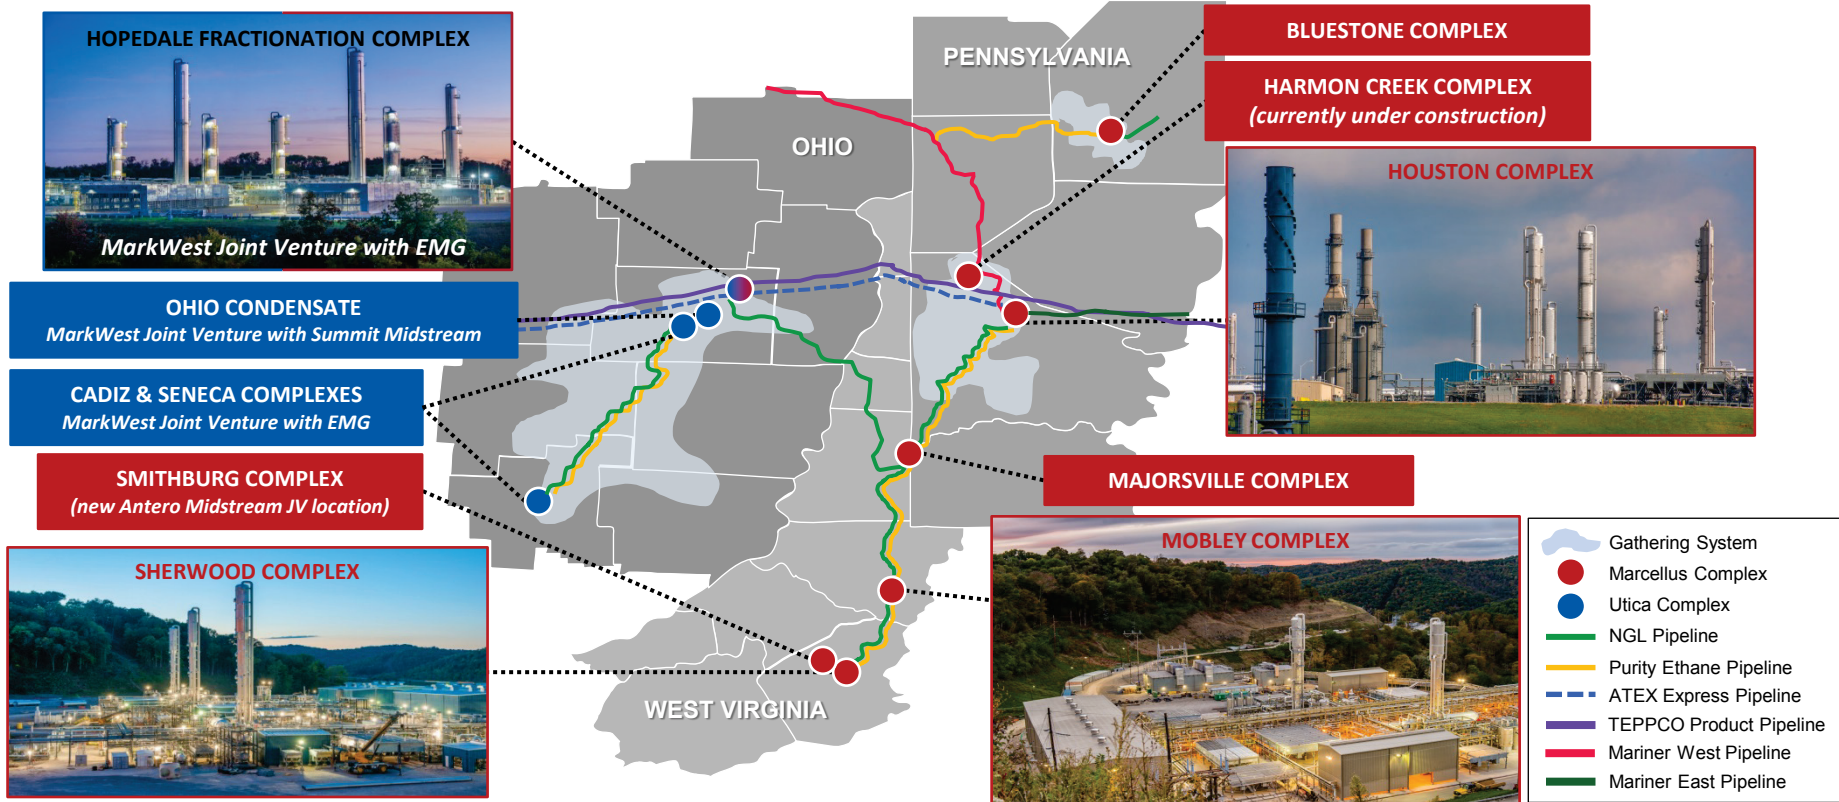 HOPEDALE FRACTIONATION COMPLEX
MarkWest Joint Venture with EMG
OHIO CONDENSATE
MarkWest Joint Venture with Summit Midstream
CADIZ & SENECA COMPLEXES
MarkWest Joint Venture with EMG
SMITHBURG COMPLEX
(new Antero Midstream JV location)
SHERWOOD COMPLEX
PENNSYLVANIA
OHIO
WEST VIRGINIA
BLUESTONE COMPLEX
HARMON CREEK COMPLEX
(currently under construction)
HOUSTON COMPLEX
MAJORSVILLE COMPLEX
MOBLEY COMPLEX
Gathering System
Marcellus Complex
Utica Complex
NGL Pipeline
Purity Ethane Pipeline
ATEX Express Pipeline
TEPPCO Product Pipeline
Mariner West Pipeline
Mariner East Pipeline